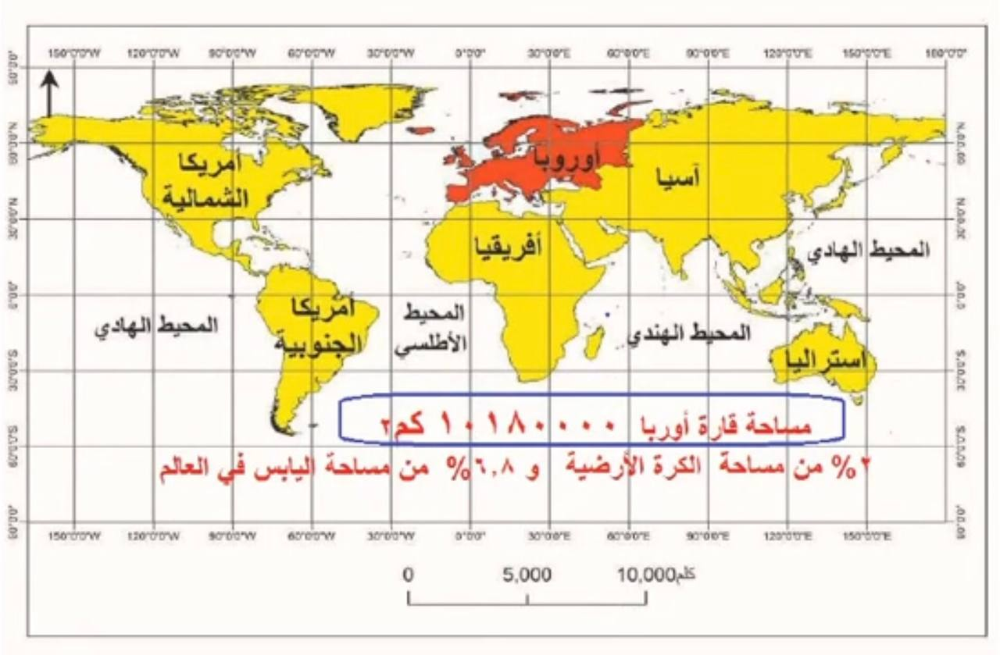 150°0'0"W 120°0'0"W 90°0'0"W 60°0'0"W 30°0'0"W 0°0'0" 30°0'0"E 60°0'0"E 90°0'0"E 120°0'0"E 150°0'0"E 180°0'0"
أوروبا
أمريكا
الشمالية
آسيا
أفريقيا
المحيط الهادي
أمريكا
الجنوبية
المحيط
الأطلسي
المحيط الهندي
المحيط الهادي
استراليا
مساحة قارة أوربا ١٠١٨٠٠٠٠ كم٢
٢% من مساحة الكرة الأرضية و ٦,٨% من مساحة اليابس في العالم
150°0'0"W 120°0'0"W 90°0'0"W 60°0'0"W 30°0'0"W 0°0'0" 30°0'0"E 60°0'0"E 90°0'0"E 120°0'0"E 150°0'0"E
0 5,000 10,000كلم